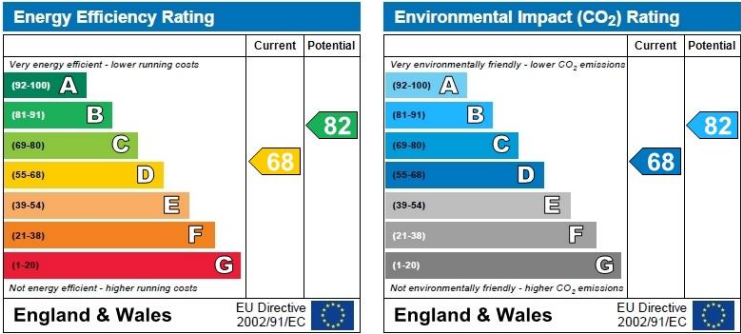 Energy Efficiency Rating
Current Potential
Very energy efficient - lower running costs
(92-100) A
(81-91) B
82
(69-80) C
(55-68) D
68
(39-54) E
(21-38) F
(1-20) G
Not energy efficient - higher running costs
England & Wales
EU Directive
2002/91/EC
Environmental Impact (CO₂) Rating
Current Potential
Very environmentally friendly - lower CO₂ emissions
(92-100) A
(81-91) B
82
(69-80) C
(55-68) D
68
(39-54) E
(21-38) F
(1-20) G
Not environmentally friendly - higher CO₂ emissions
England & Wales
EU Directive
2002/91/EC